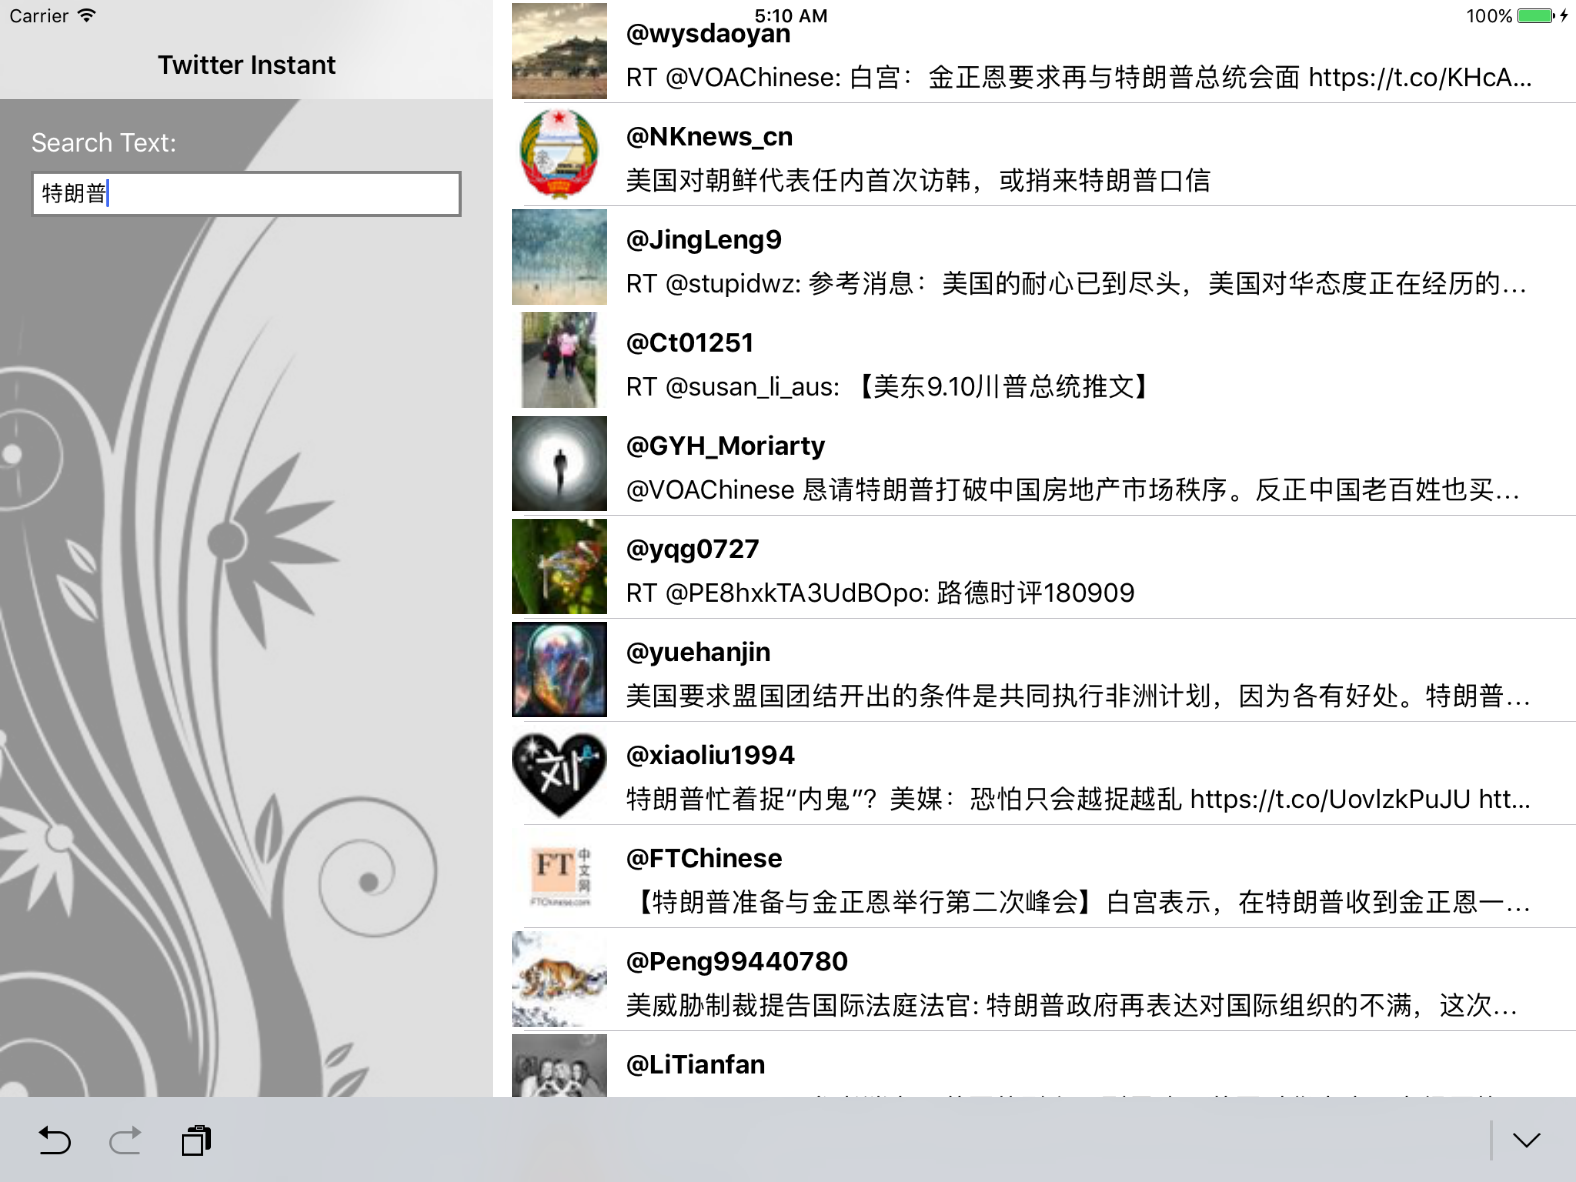 Carrier
5:10 AM
100%
Twitter Instant
Search Text:
特朗普
@wysdaoyan
RT @VOAChinese: 白宫：金正恩要求再与特朗普总统会面 https://t.co/KHcA...
@NKnews_cn
美国对朝鲜代表任内首次访韩，或捎来特朗普口信
@JingLeng9
RT @stupidwz: 参考消息：美国的耐心已到尽头，美国对华态度正在经历的...
@Ct01251
RT @susan_li_aus: 【美东9.10川普总统推文】
@GYH_Moriarty
@VOAChinese 恳请特朗普打破中国房地产市场秩序。反正中国老百姓也买...
@yqg0727
RT @PE8hxkTA3UdBOpo: 路德时评180909
@yuehanjin
美国要求盟国团结开出的条件是共同执行非洲计划，因为各有好处。特朗普...
刘
@xiaoliu1994
特朗普忙着捉“内鬼”？美媒：恐怕只会越捉越乱 https://t.co/UovIzkPuJU htt...
FT
中文网
FTChinese.com
@FTChinese
【特朗普准备与金正恩举行第二次峰会】白宫表示，在特朗普收到金正恩一...
@Peng99440780
美威胁制裁提告国际法庭法官: 特朗普政府再表达对国际组织的不满，这次...
@LiTianfan